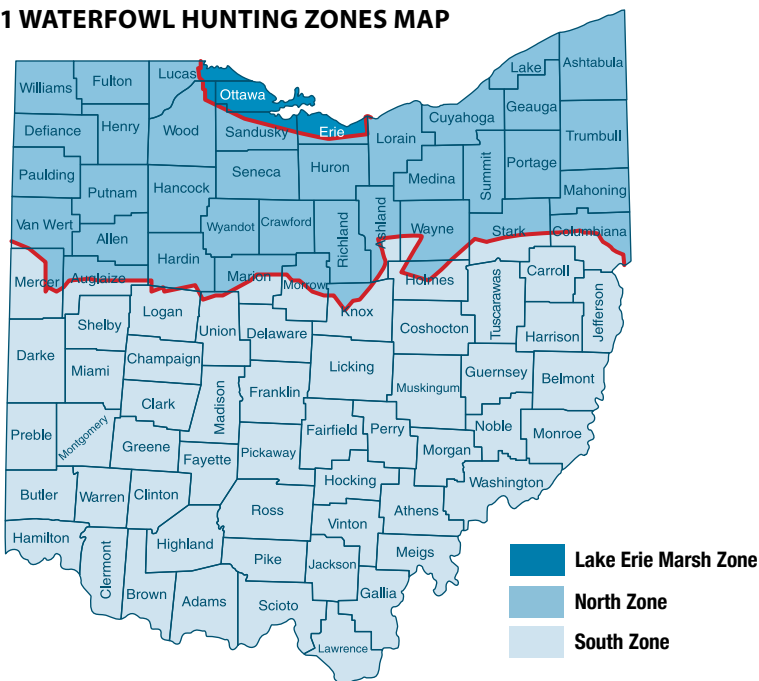 1 WATERFOWL HUNTING ZONES MAP
Williams
Fulton
Lucas
Ottawa
Erie
Lake
Ashtabula
Defiance
Henry
Wood
Sandusky
Lorain
Cuyahoga
Geauga
Trumbull
Paulding
Putnam
Hancock
Seneca
Huron
Medina
Summit
Portage
Mahoning
Van Wert
Allen
Hardin
Wyandot
Crawford
Richland
Ashland
Wayne
Stark
Columbiana
Mercer
Auglaize
Marion
Morrow
Knox
Holmes
Tuscarawas
Carroll
Jefferson
Harrison
Logan
Shelby
Union
Delaware
Coshocton
Darke
Miami
Champaign
Clark
Madison
Franklin
Licking
Muskingum
Guernsey
Belmont
Preble
Montgomery
Greene
Fayette
Pickaway
Fairfield
Perry
Morgan
Noble
Monroe
Washington
Butler
Warren
Clinton
Ross
Hocking
Athens
Vinton
Meigs
Hamilton
Clermont
Brown
Highland
Adams
Pike
Scioto
Jackson
Gallia
Lawrence
Lake Erie Marsh Zone
North Zone
South Zone